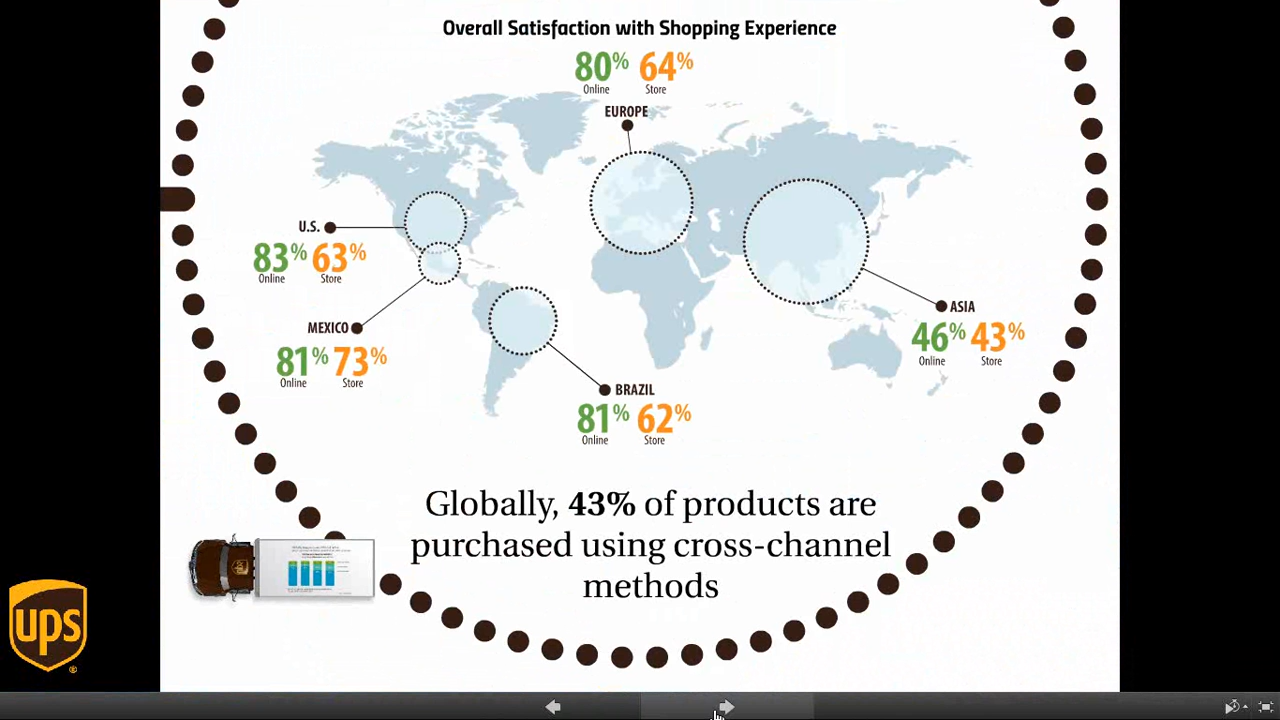 Overall Satisfaction with Shopping Experience
80% 64%
Online Store
EUROPE
U.S.
83% 63%
Online Store
MEXICO
81% 73%
Online Store
ASIA
46% 43%
Online Store
BRAZIL
81% 62%
Online Store
Globally, 43% of products are
purchased using cross-channel
methods
ups